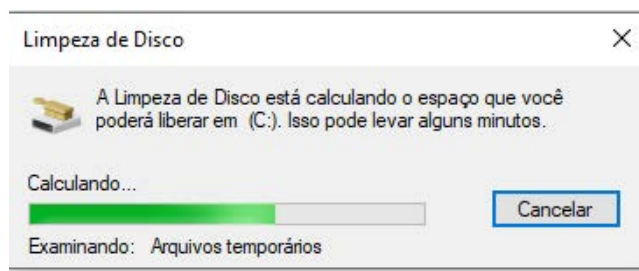 Limpeza de Disco
A Limpeza de Disco está calculando o espaço que você
poderá liberar em  (C:). Isso pode levar alguns minutos.
Calculando...
Cancelar
Examinando:   Arquivos temporários